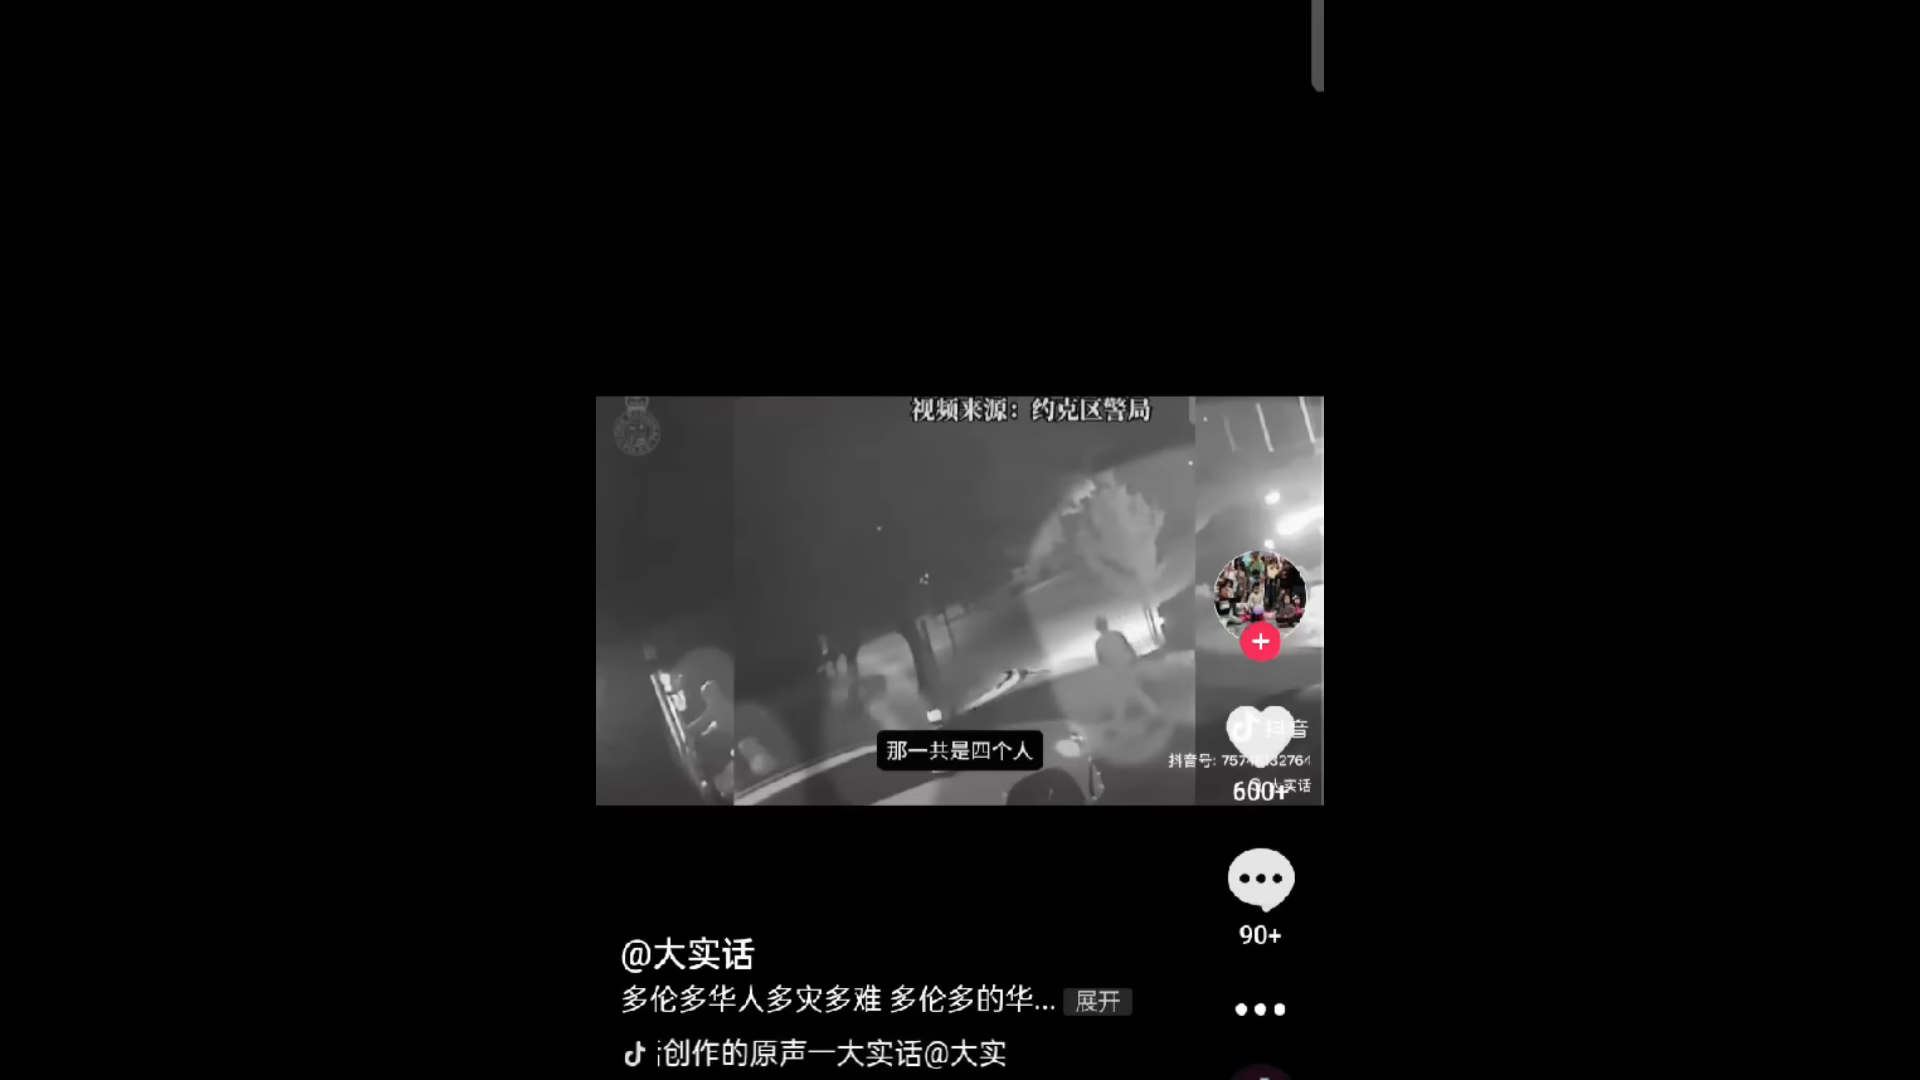 视频来源：约克区警局
那一共是四个人
抖音
600+
90+
@大实话
多伦多华人多灾多难 多伦多的华... 展开
创作的原声一大实话@大实